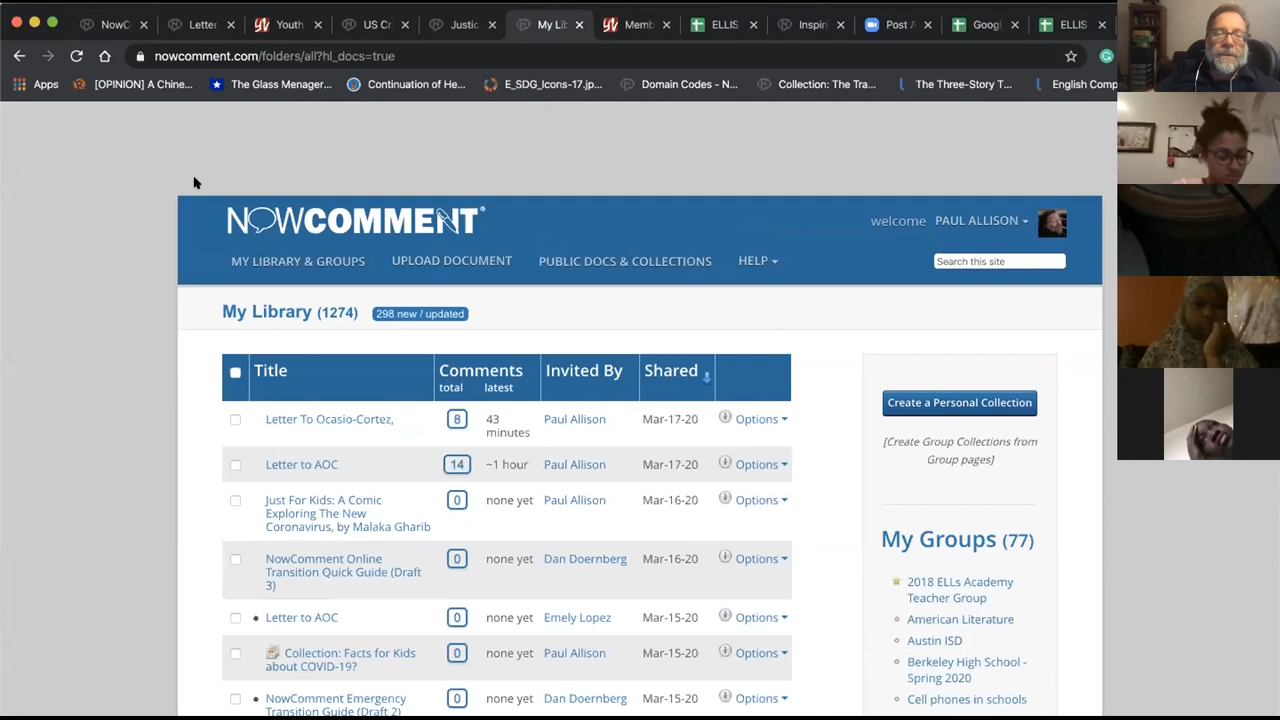 NowC
Letter
Youth
US Cr
Justic
My Lib
Memb
ELLIS
Inspiri
Post A
Googl
ELLIS
nowcomment.com/folders/all?hl_docs=true
Apps
[OPINION] A Chine...
The Glass Menager...
Continuation of He...
E_SDG_Icons-17.jp...
Domain Codes - N...
Collection: The Tra...
The Three-Story T...
English Comp
NOWCOMMENT®
welcome PAUL ALLISON
MY LIBRARY & GROUPS UPLOAD DOCUMENT PUBLIC DOCS & COLLECTIONS HELP
Search this site
My Library (1274) 298 new / updated
Title Comments Invited By Shared
total latest
Letter To Ocasio-Cortez, 8 43 Paul Allison Mar-17-20 Options
minutes
Letter to AOC 14 ~1 hour Paul Allison Mar-17-20 Options
Just For Kids: A Comic 0 none yet Paul Allison Mar-16-20 Options
Exploring The New
Coronavirus, by Malaka Gharib
NowComment Online 0 none yet Dan Doernberg Mar-16-20 Options
Transition Quick Guide (Draft
3)
Letter to AOC 0 none yet Emely Lopez Mar-15-20 Options
Collection: Facts for Kids 0 none yet Paul Allison Mar-15-20 Options
about COVID-19?
NowComment Emergency 0 none yet Dan Doernberg Mar-15-20 Options
Transition Guide (Draft 2)
Create a Personal Collection
[Create Group Collections from
Group pages]
My Groups (77)
2018 ELLs Academy
Teacher Group
American Literature
Austin ISD
Berkeley High School -
Spring 2020
Cell phones in schools